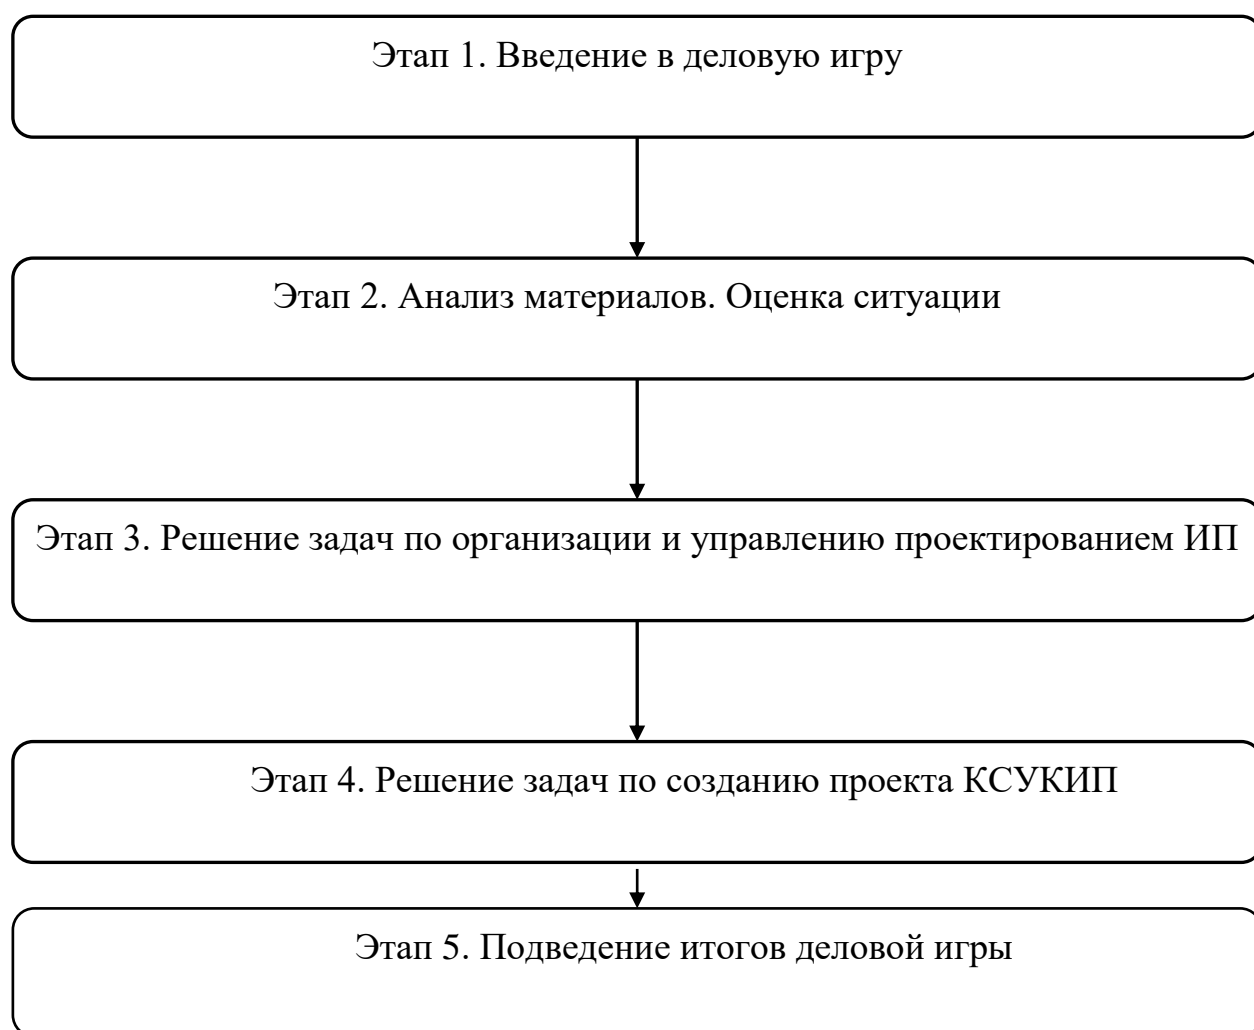 Этап 1. Введение в деловую игру
Этап 2. Анализ материалов. Оценка ситуации
Этап 3. Решение задач по организации и управлению проектированием ИП
Этап 4. Решение задач по созданию проекта КСУКИП
Этап 5. Подведение итогов деловой игры